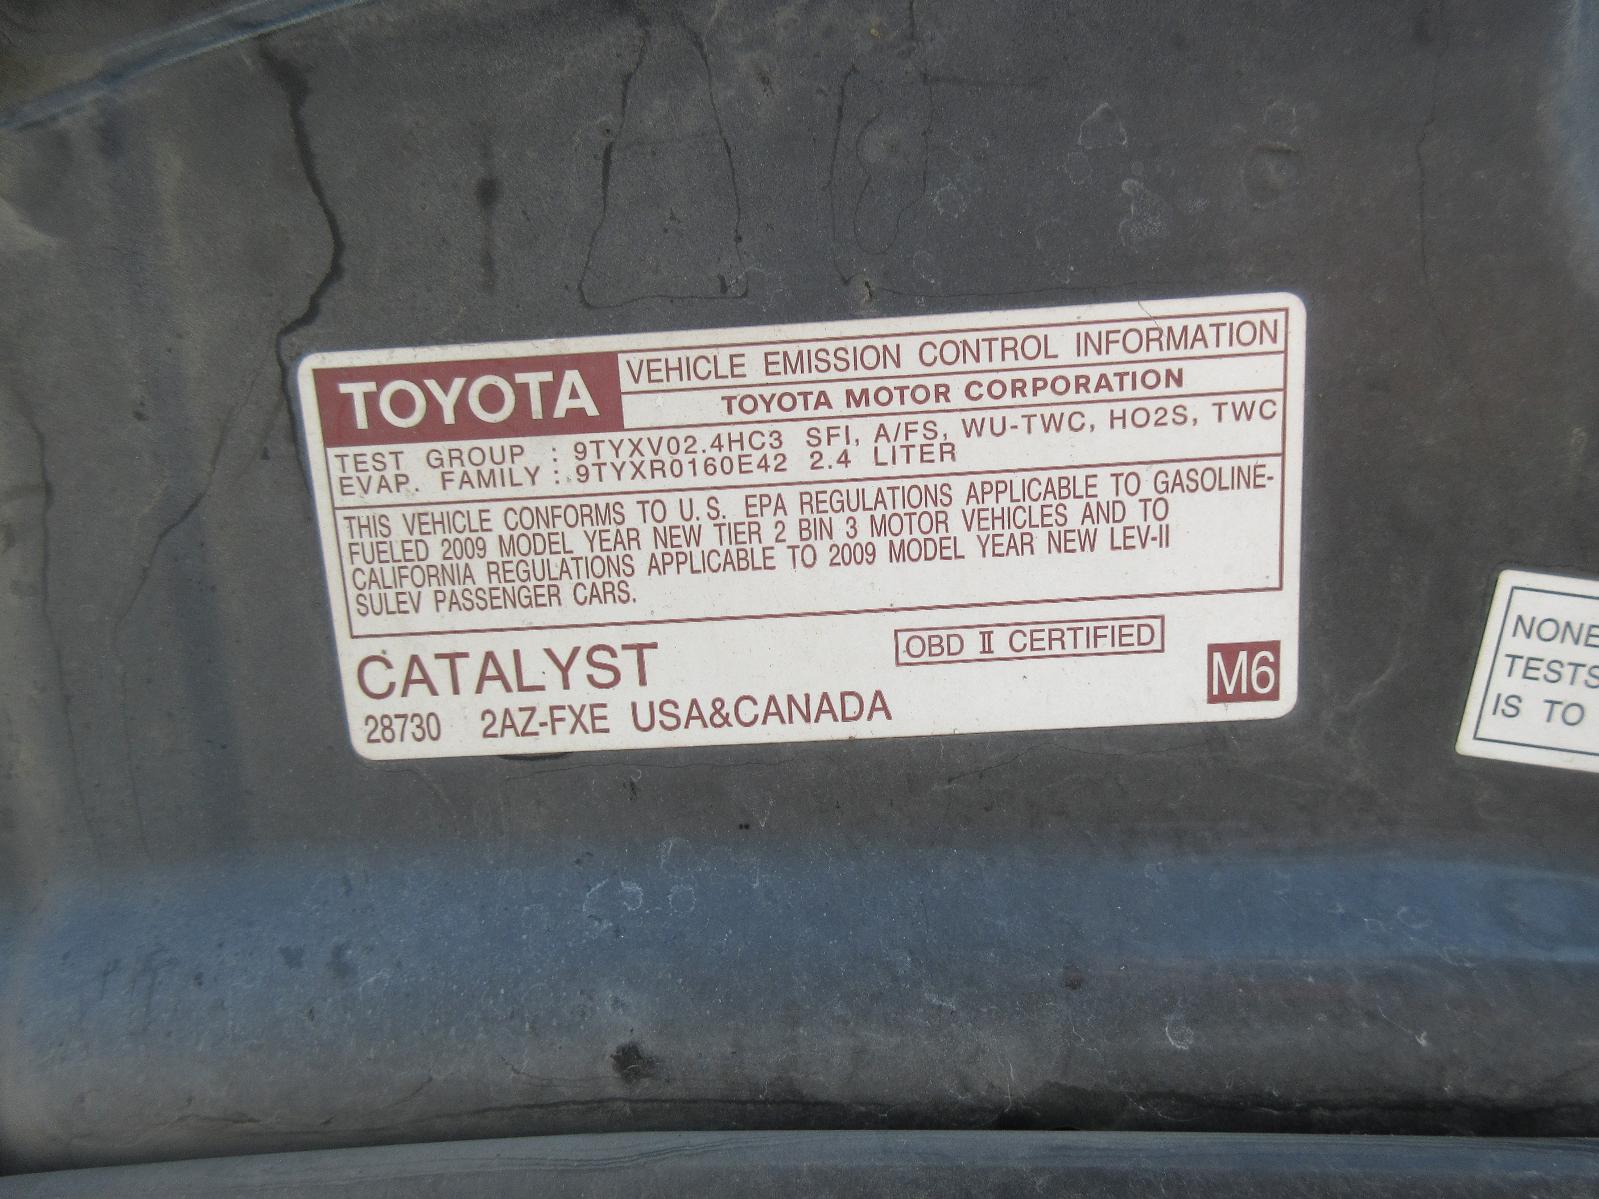 TOYOTA
VEHICLE EMISSION CONTROL INFORMATION
TOYOTA MOTOR CORPORATION
TEST GROUP : 9TYXV02.4HC3 SFI, A/FS, WU-TWC, HO2S, TWC
EVAP. FAMILY : 9TYXR0160E42 2.4 LITER
THIS VEHICLE CONFORMS TO U.S. EPA REGULATIONS APPLICABLE TO GASOLINE-
FUELED 2009 MODEL YEAR NEW TIER 2 BIN 3 MOTOR VEHICLES AND TO
CALIFORNIA REGULATIONS APPLICABLE TO 2009 MODEL YEAR NEW LEV-II
SULEV PASSENGER CARS.
CATALYST
OBD II CERTIFIED
28730 2AZ-FXE USA&CANADA
M6
NONE
TESTS
IS TO